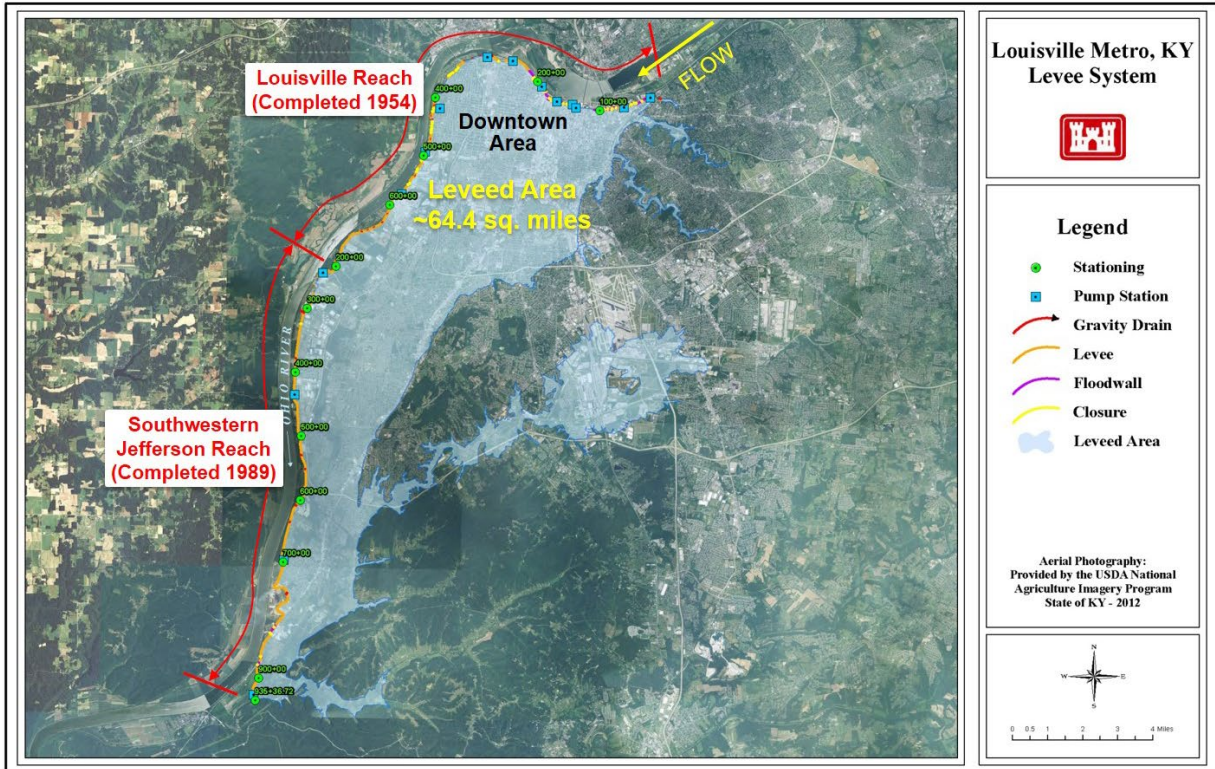 Louisville Reach
(Completed 1954)
FLOW
200+00
400+00
100+00
Downtown
Area
500+00
600+00
Leveed Area
~64.4 sq. miles
200+00
300+00
OHIO RIVER
400+00
Southwestern
Jefferson Reach
(Completed 1989)
500+00
600+00
700+00
900+00
935+36.72
Louisville Metro, KY
Levee System
Legend
Stationing
Pump Station
Gravity Drain
Levee
Floodwall
Closure
Leveed Area
Aerial Photography:
Provided by the USDA National
Agriculture Imagery Program
State of KY - 2012
N
W E
S
0 0.5 1 2 3 4 Miles